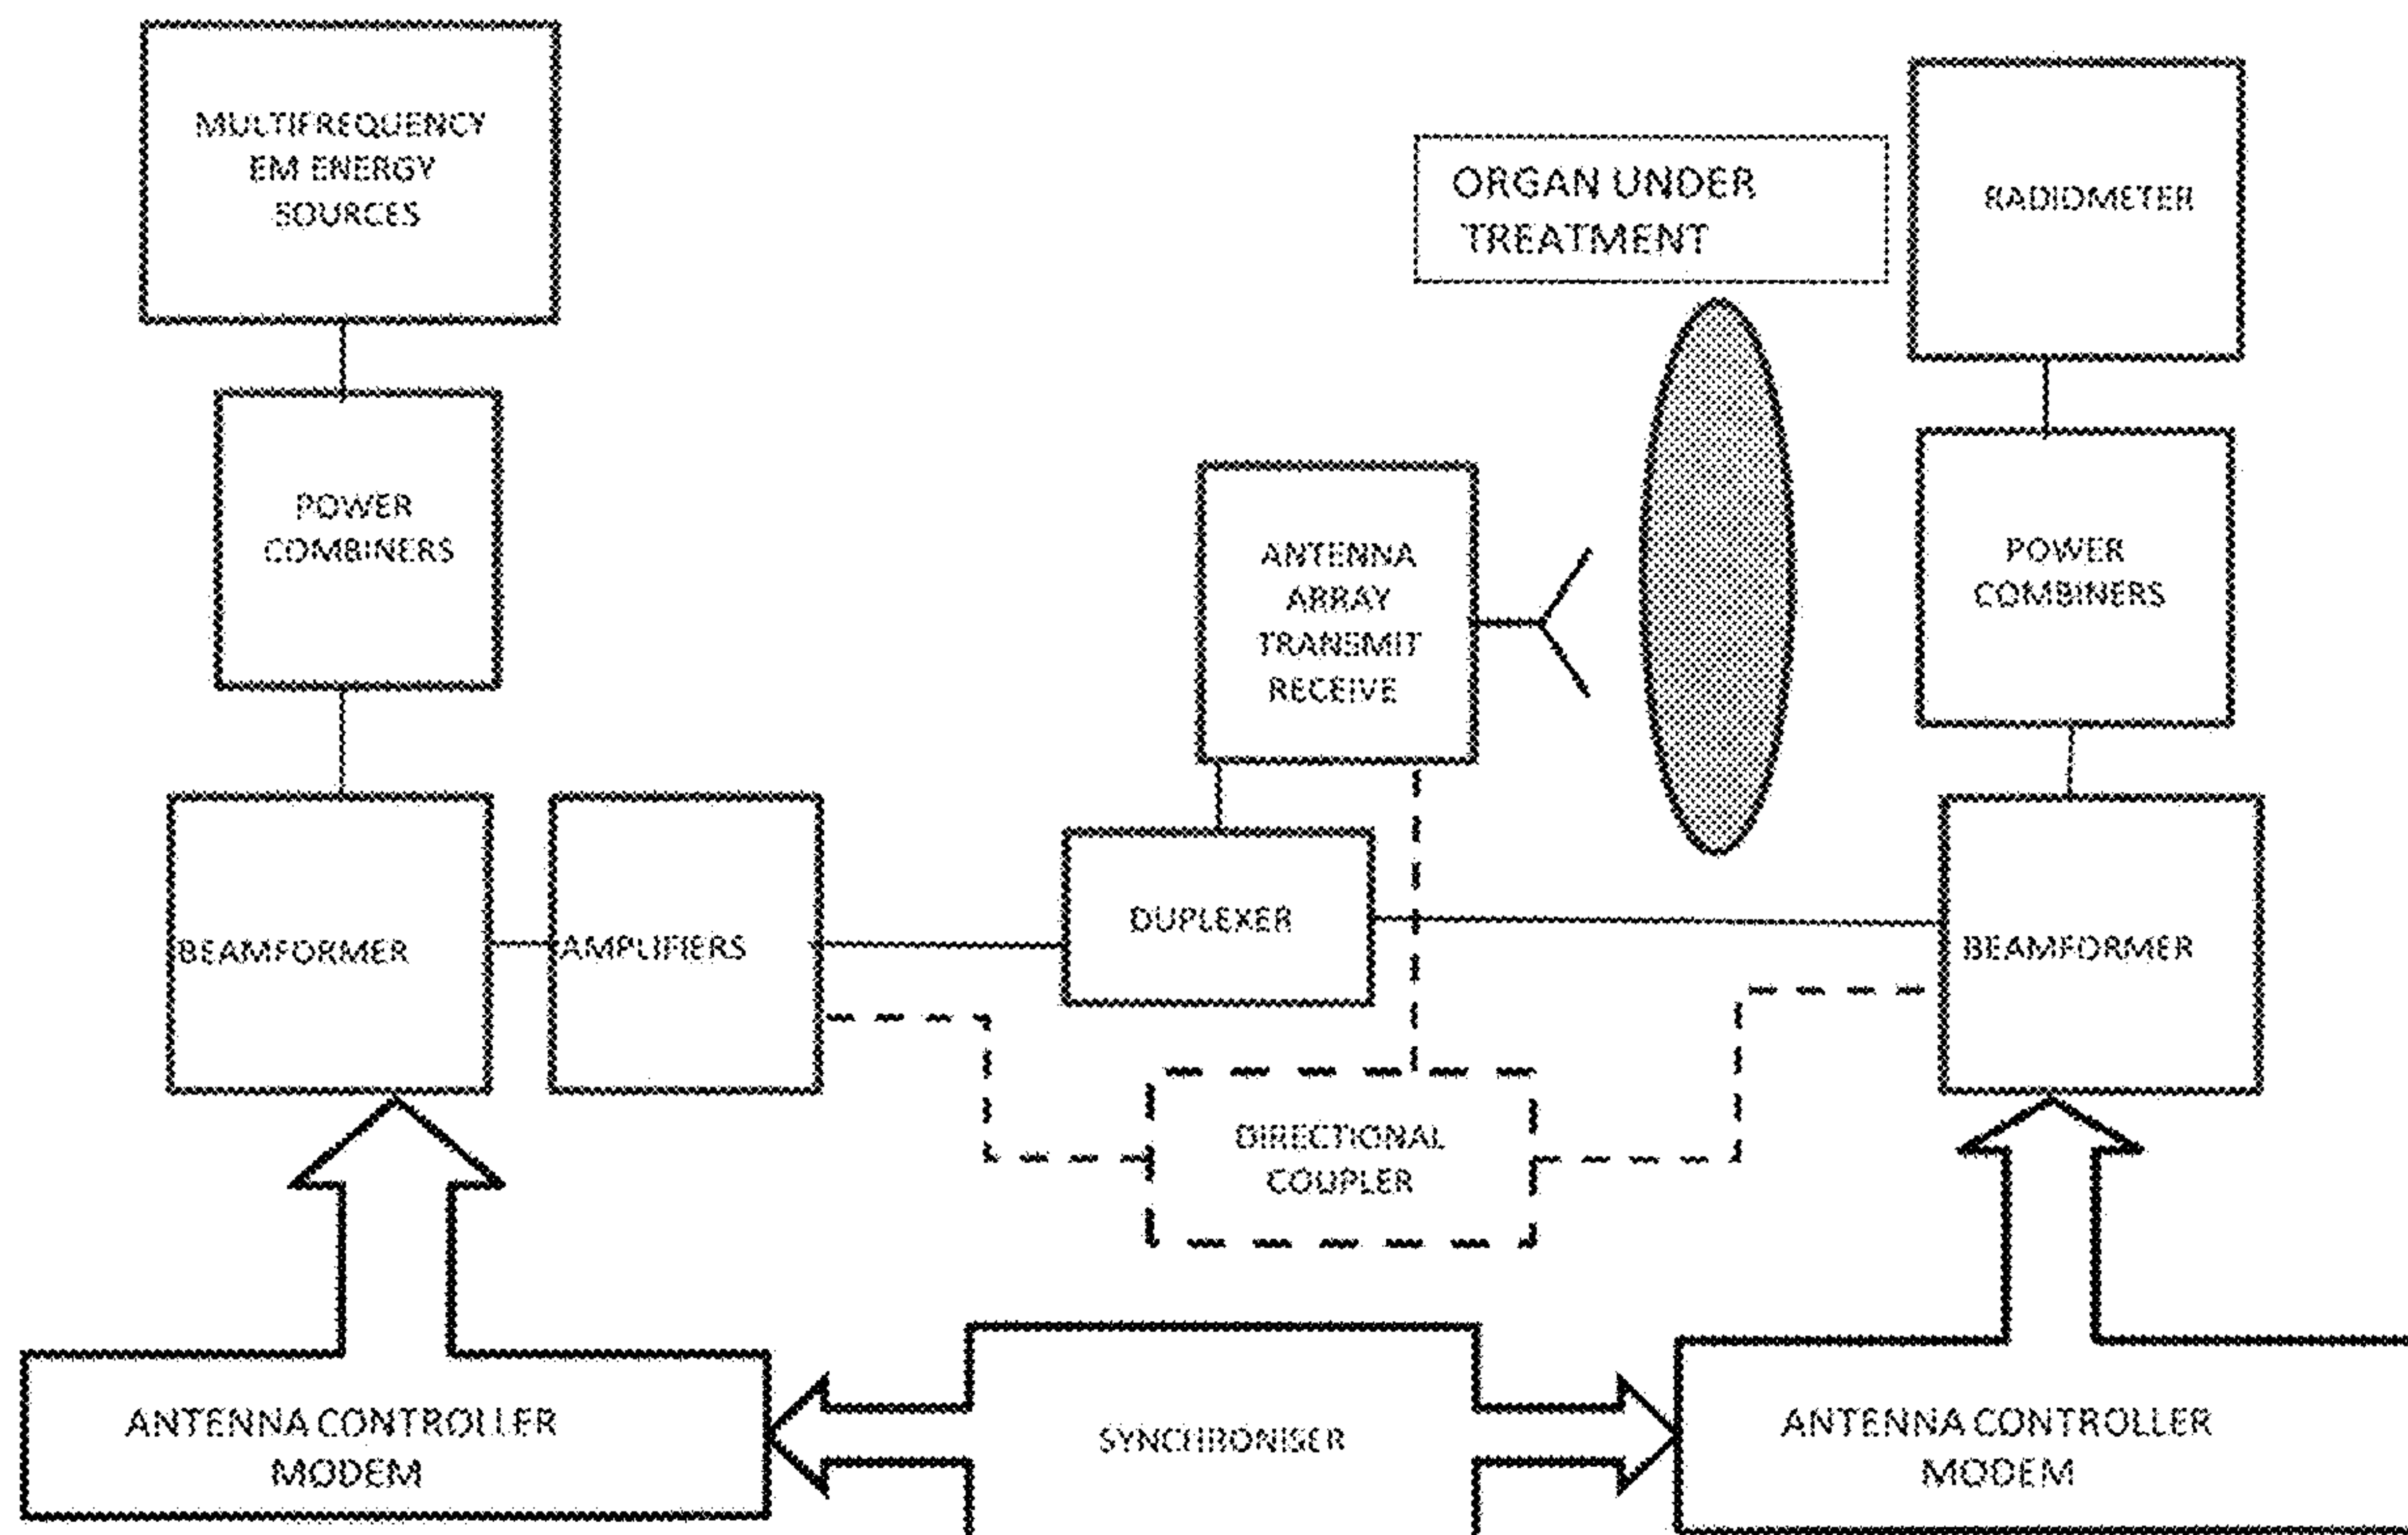 MULTIFREQUENCY
EM ENERGY
SOURCES
ORGAN UNDER
TREATMENT
RADIOMETER
POWER
COMBINERS
ANTENNA
ARRAY
TRANSMIT
RECEIVE
POWER
COMBINERS
BEAMFORMER
AMPLIFIERS
DUPLEXER
BEAMFORMER
DIRECTIONAL
COUPLER
ANTENNA CONTROLLER
MODEM
SYNCHRONISER
ANTENNA CONTROLLER
MODEM